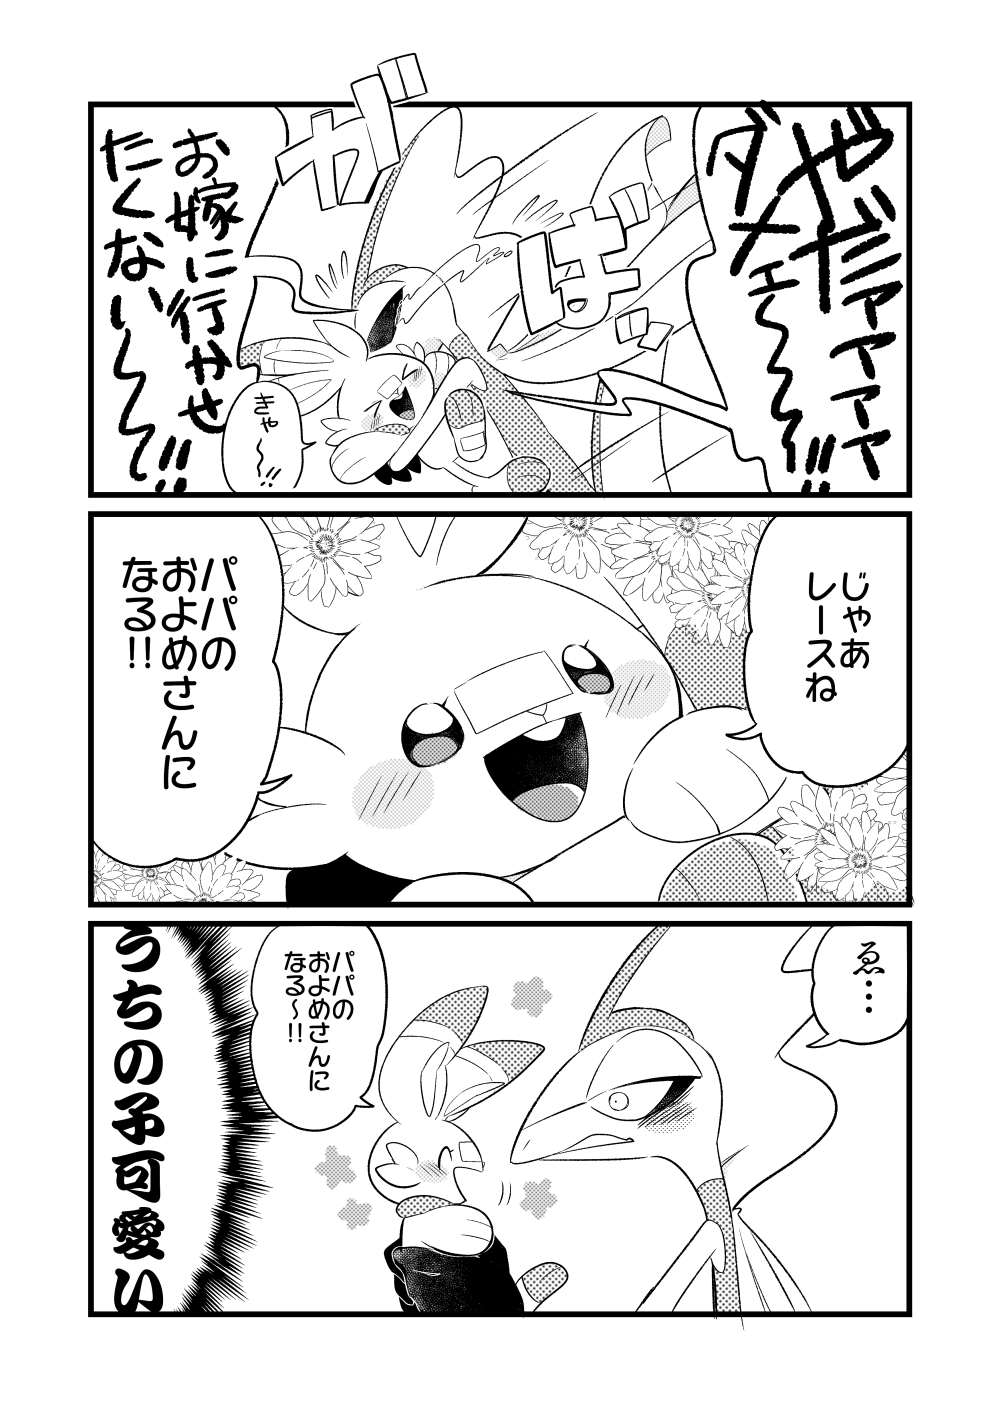 やだァァァァ
ダメェ〜〜〜!!
がばっ
お嫁に行かせ
たくない〜〜!!
きゃ〜〜!!
じゃあ
レースね
パパの
およめさんに
なる!!
ゑ・・・
パパの
およめさんに
なる〜!!
うちの子可愛い